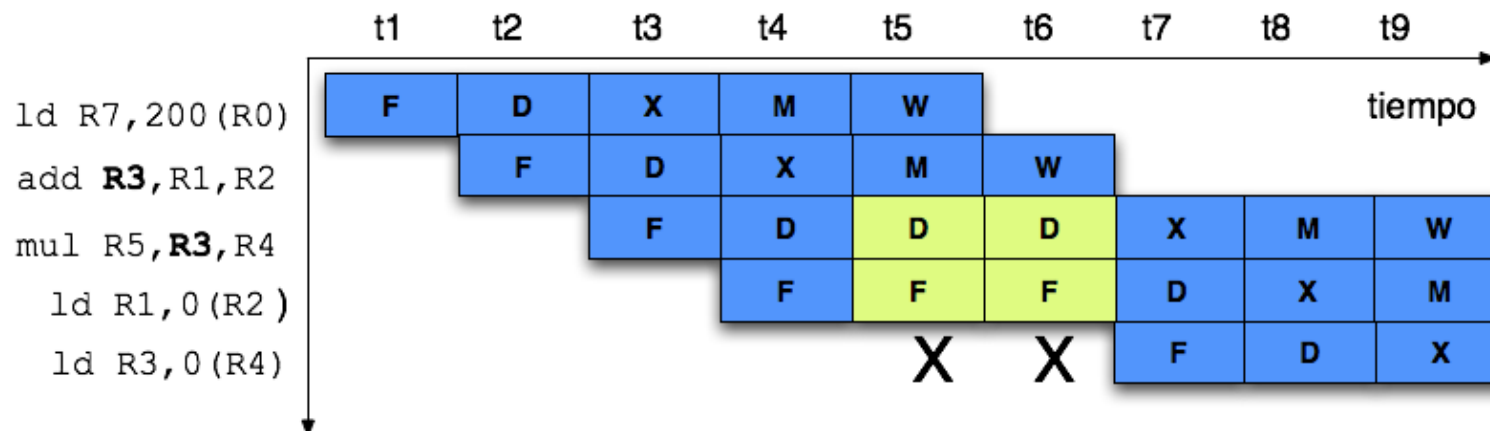 t1 t2 t3 t4 t5 t6 t7 t8 t9
tiempo
ld R7,200(R0) F D X M W
add R3,R1,R2 F D X M W
mul R5,R3,R4 F D D D X M W
ld R1,0(R2) F F F D X M
ld R3,0(R4) X X F D X